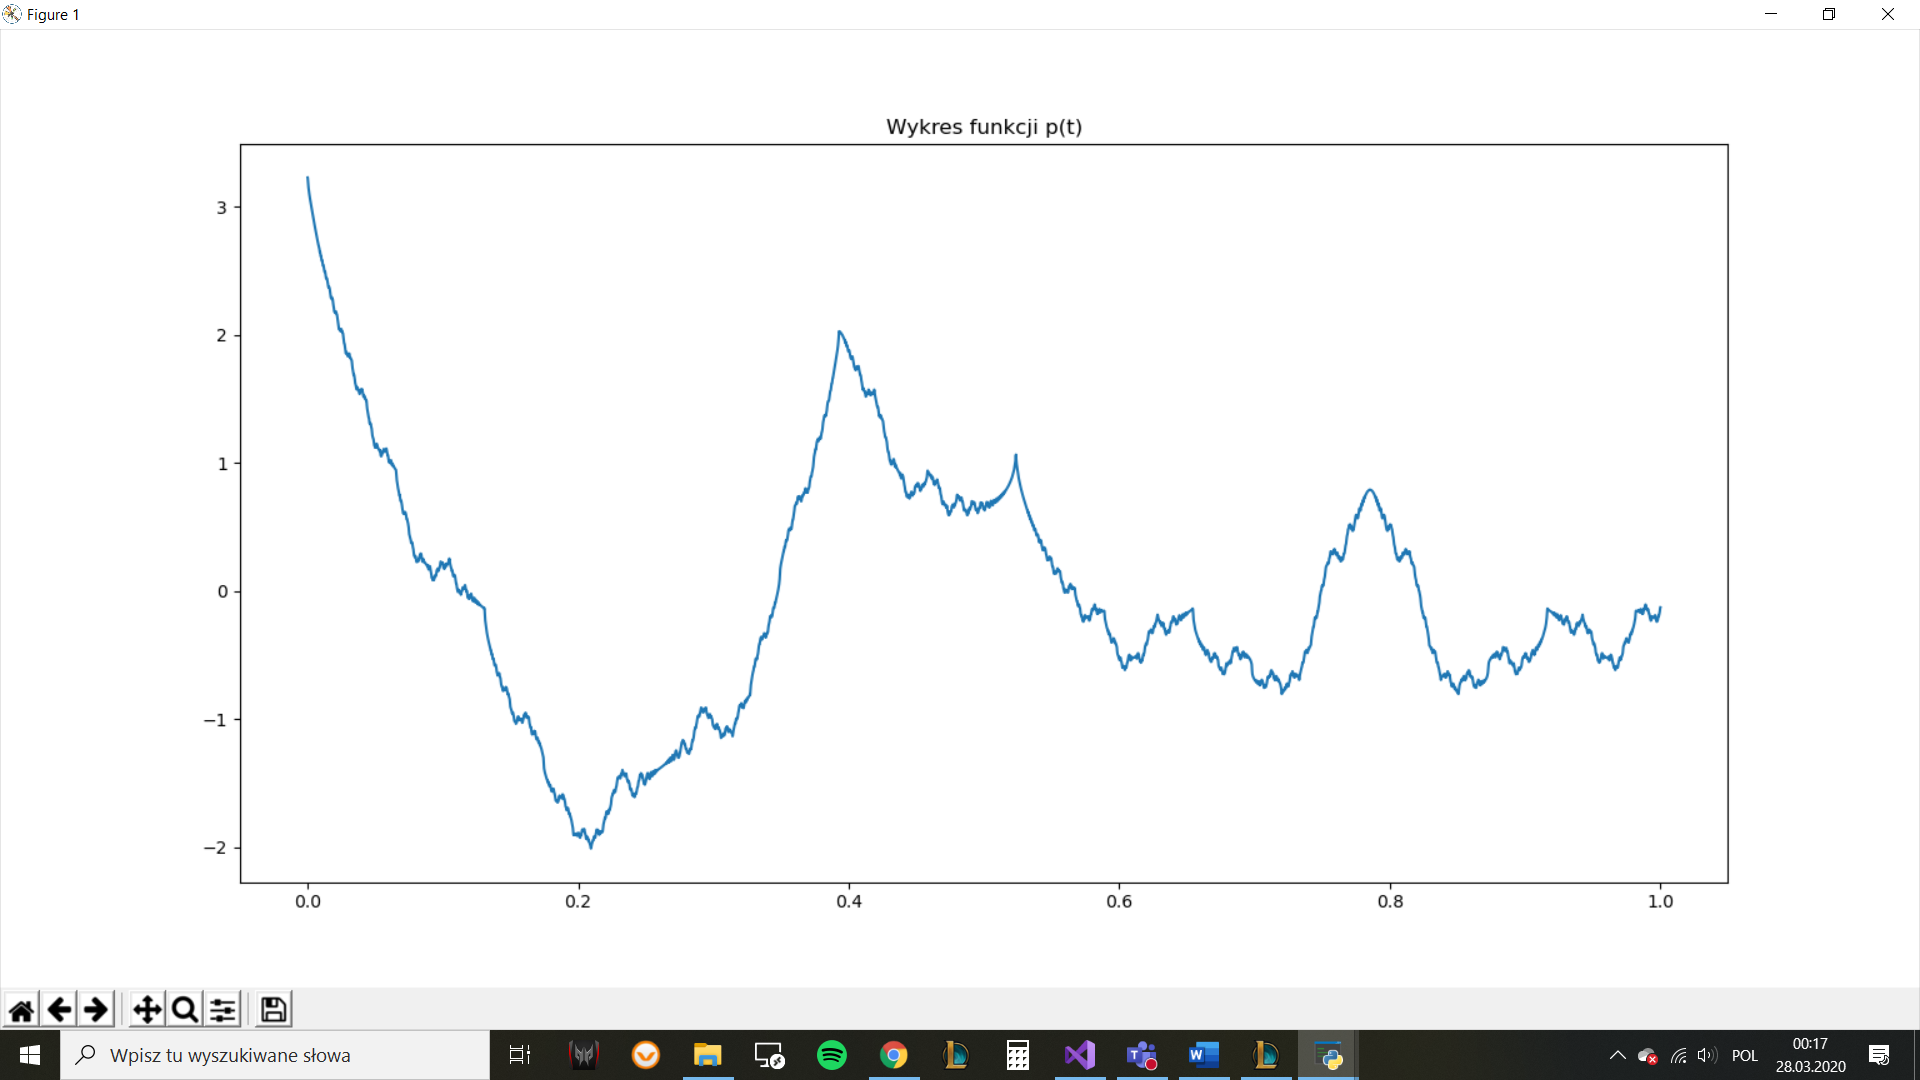 Figure 1
Wykres funkcji p(t)
3
2
1
0
−1
−2
0.0 0.2 0.4 0.6 0.8 1.0
Wpisz tu wyszukiwane słowa
POL
00:17
28.03.2020